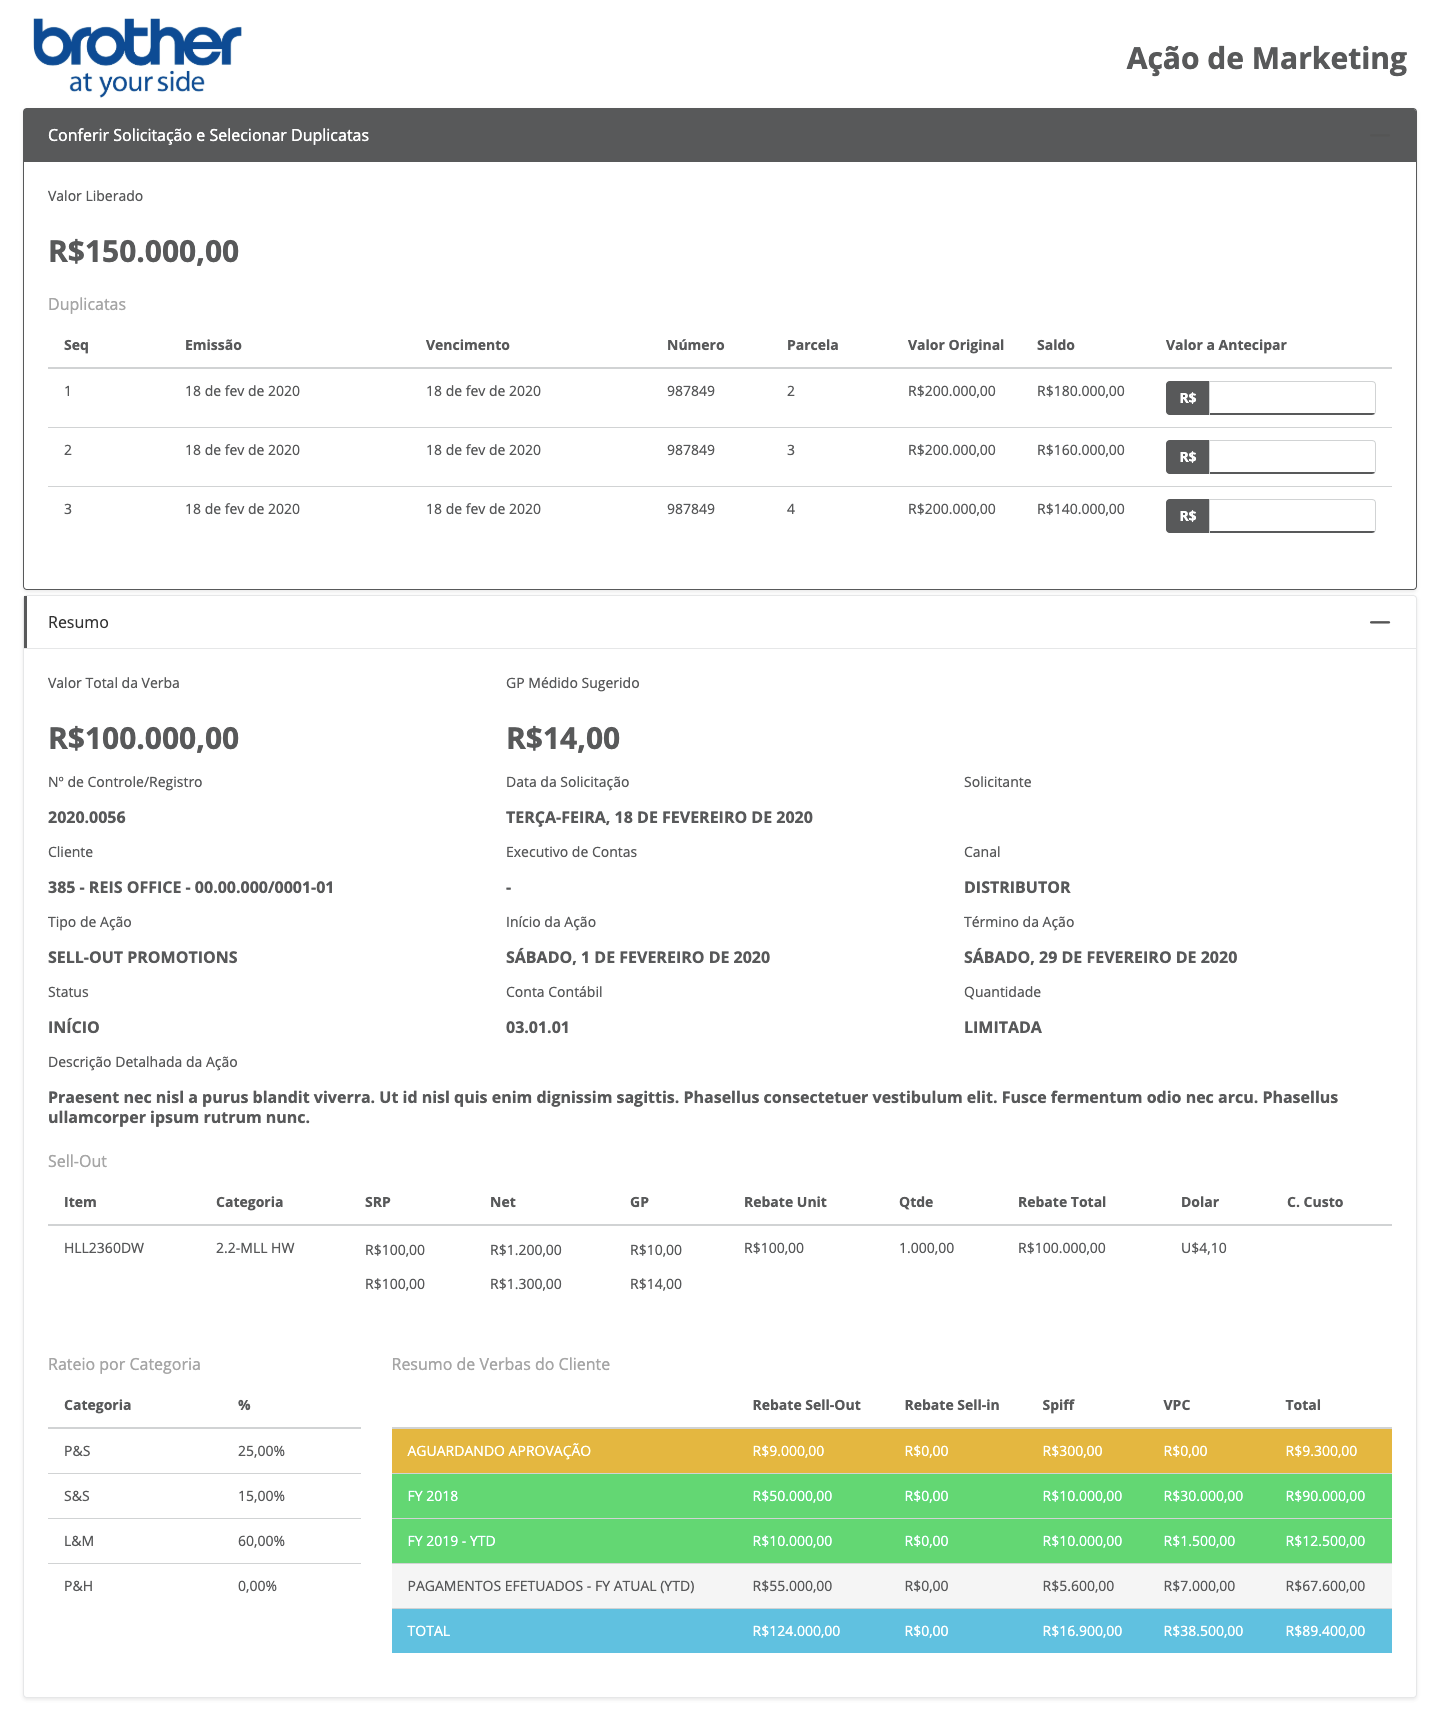 brother
at your side
Ação de Marketing
Conferir Solicitação e Selecionar Duplicatas
Valor Liberado
R$150.000,00
Duplicatas
Seq Emissão Vencimento Número Parcela Valor Original Saldo Valor a Antecipar
1 18 de fev de 2020 18 de fev de 2020 987849 2 R$200.000,00 R$180.000,00 R$
2 18 de fev de 2020 18 de fev de 2020 987849 3 R$200.000,00 R$160.000,00 R$
3 18 de fev de 2020 18 de fev de 2020 987849 4 R$200.000,00 R$140.000,00 R$
Resumo
Valor Total da Verba GP Médido Sugerido
R$100.000,00 R$14,00
Nº de Controle/Registro Data da Solicitação Solicitante
2020.0056 TERÇA-FEIRA, 18 DE FEVEREIRO DE 2020
Cliente Executivo de Contas Canal
385 - REIS OFFICE - 00.00.000/0001-01 - DISTRIBUTOR
Tipo de Ação Início da Ação Término da Ação
SELL-OUT PROMOTIONS SÁBADO, 1 DE FEVEREIRO DE 2020 SÁBADO, 29 DE FEVEREIRO DE 2020
Status Conta Contábil Quantidade
INÍCIO 03.01.01 LIMITADA
Descrição Detalhada da Ação
Praesent nec nisl a purus blandit viverra. Ut id nisl quis enim dignissim sagittis. Phasellus consectetuer vestibulum elit. Fusce fermentum odio nec arcu. Phasellus
ullamcorper ipsum rutrum nunc.
Sell-Out
Item Categoria SRP Net GP Rebate Unit Qtde Rebate Total Dolar C. Custo
HLL2360DW 2.2-MLL HW R$100,00 R$1.200,00 R$10,00 R$100,00 1.000,00 R$100.000,00 U$4,10
R$100,00 R$1.300,00 R$14,00
Rateio por Categoria
Categoria %
P&S 25,00%
S&S 15,00%
L&M 60,00%
P&H 0,00%
Resumo de Verbas do Cliente
Rebate Sell-Out Rebate Sell-in Spiff VPC Total
AGUARDANDO APROVAÇÃO R$9.000,00 R$0,00 R$300,00 R$0,00 R$9.300,00
FY 2018 R$50.000,00 R$0,00 R$10.000,00 R$30.000,00 R$90.000,00
FY 2019 - YTD R$10.000,00 R$0,00 R$10.000,00 R$1.500,00 R$12.500,00
PAGAMENTOS EFETUADOS - FY ATUAL (YTD) R$55.000,00 R$0,00 R$5.600,00 R$7.000,00 R$67.600,00
TOTAL R$124.000,00 R$0,00 R$16.900,00 R$38.500,00 R$89.400,00